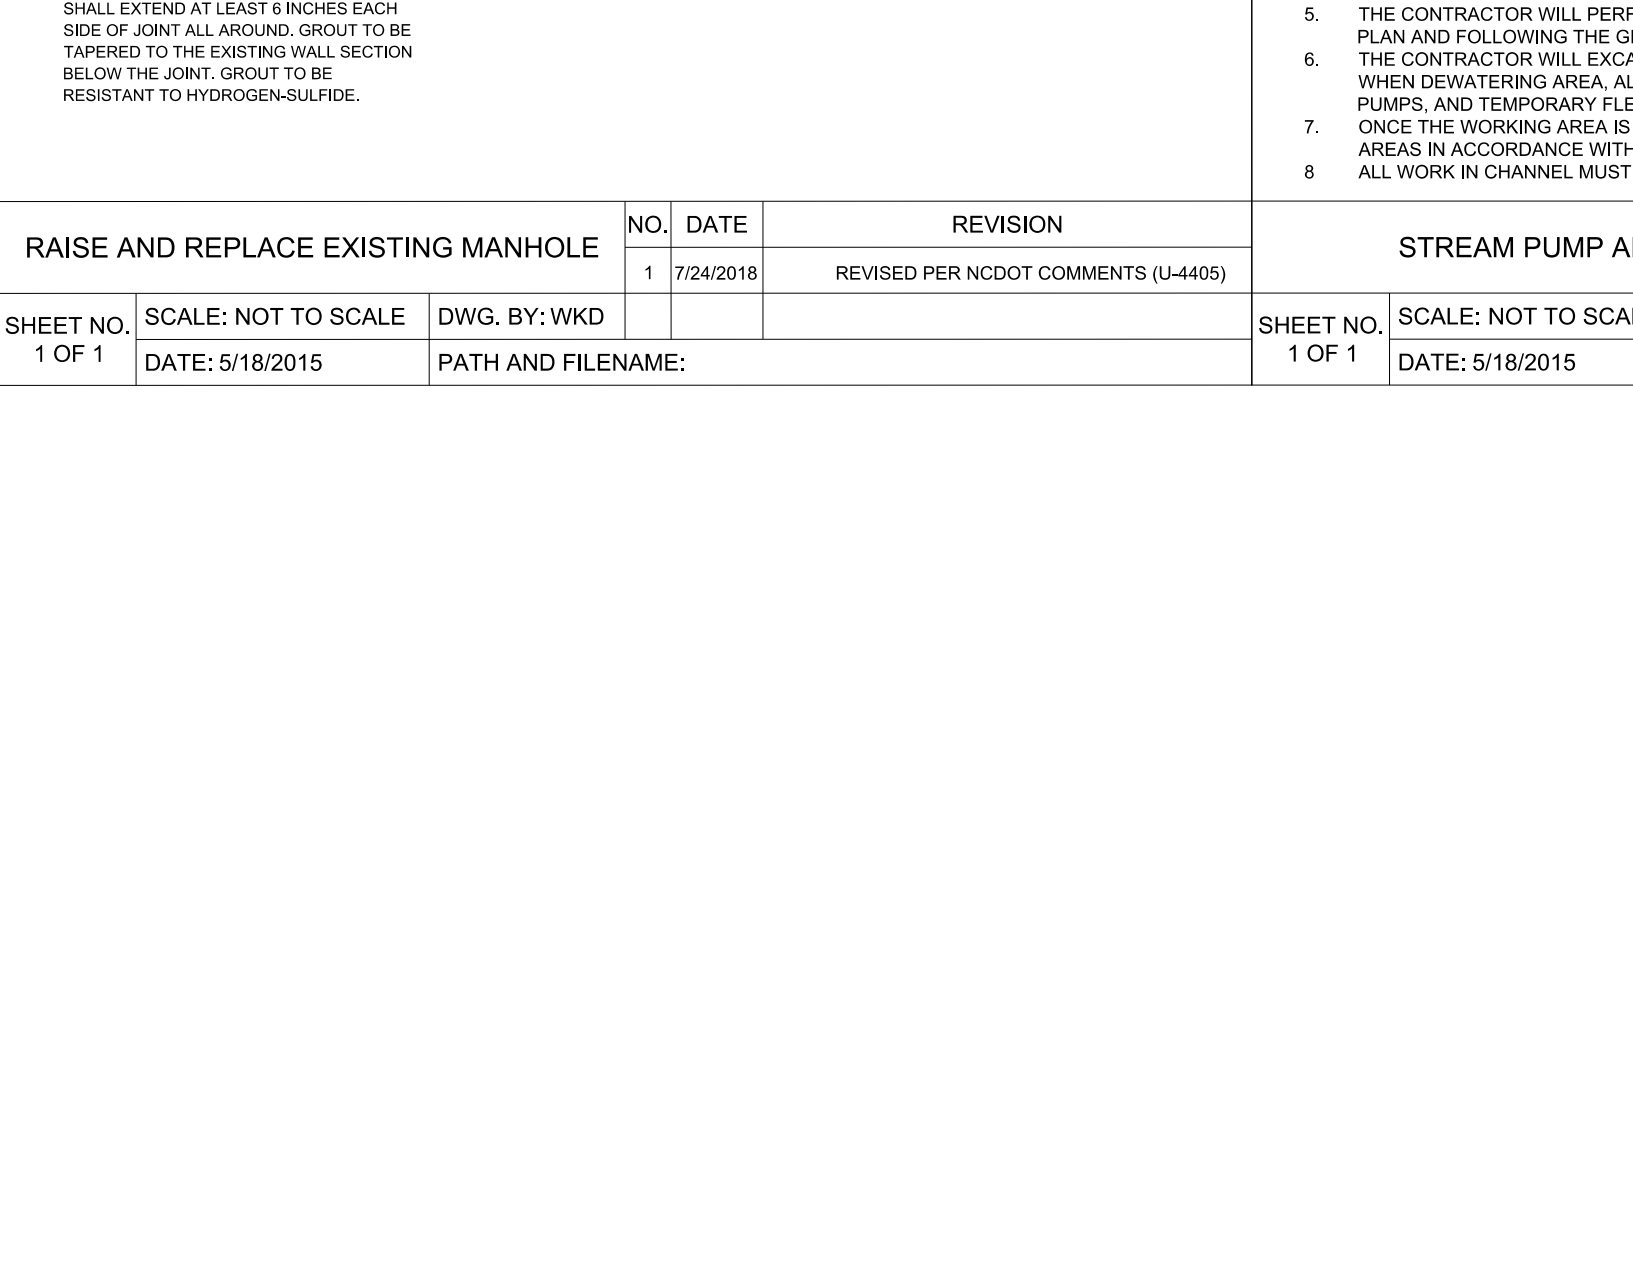 SHALL EXTEND AT LEAST 6 INCHES EACH
SIDE OF JOINT ALL AROUND. GROUT TO BE
TAPERED TO THE EXISTING WALL SECTION
BELOW THE JOINT. GROUT TO BE
RESISTANT TO HYDROGEN-SULFIDE.
RAISE AND REPLACE EXISTING MANHOLE
NO. DATE REVISION
1 7/24/2018 REVISED PER NCDOT COMMENTS (U-4405)
SHEET NO.
1 OF 1
SCALE: NOT TO SCALE
DWG. BY: WKD
DATE: 5/18/2015
PATH AND FILENAME:
5. THE CONTRACTOR WILL
PLAN AND FOLLOWING THE
6. THE CONTRACTOR WILL
WHEN DEWATERING AREA,
PUMPS, AND TEMPORARY
7. ONCE THE WORKING AREA IS
AREAS IN ACCORDANCE WITH
8 ALL WORK IN CHANNEL MUST
STREAM PUMP
SHEET NO.
1 OF 1
SCALE: NOT TO
DATE: 5/18/2015